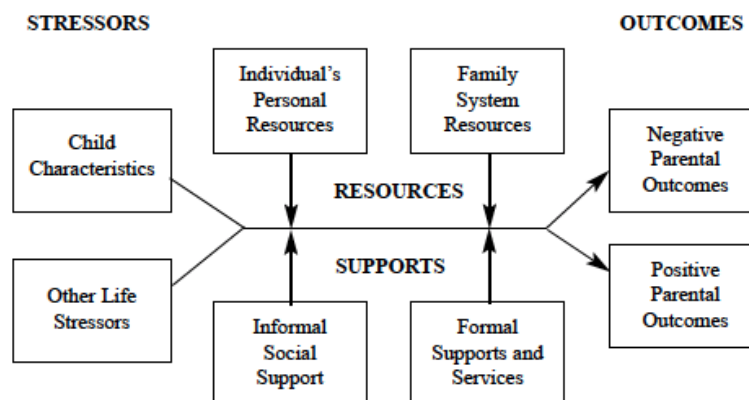 STRESSORS
OUTCOMES
Individual's
Personal
Resources
Family
System
Resources
Child
Characteristics
Negative
Parental
Outcomes
RESOURCES
SUPPORTS
Other Life
Stressors
Positive
Parental
Outcomes
Informal
Social
Support
Formal
Supports and
Services